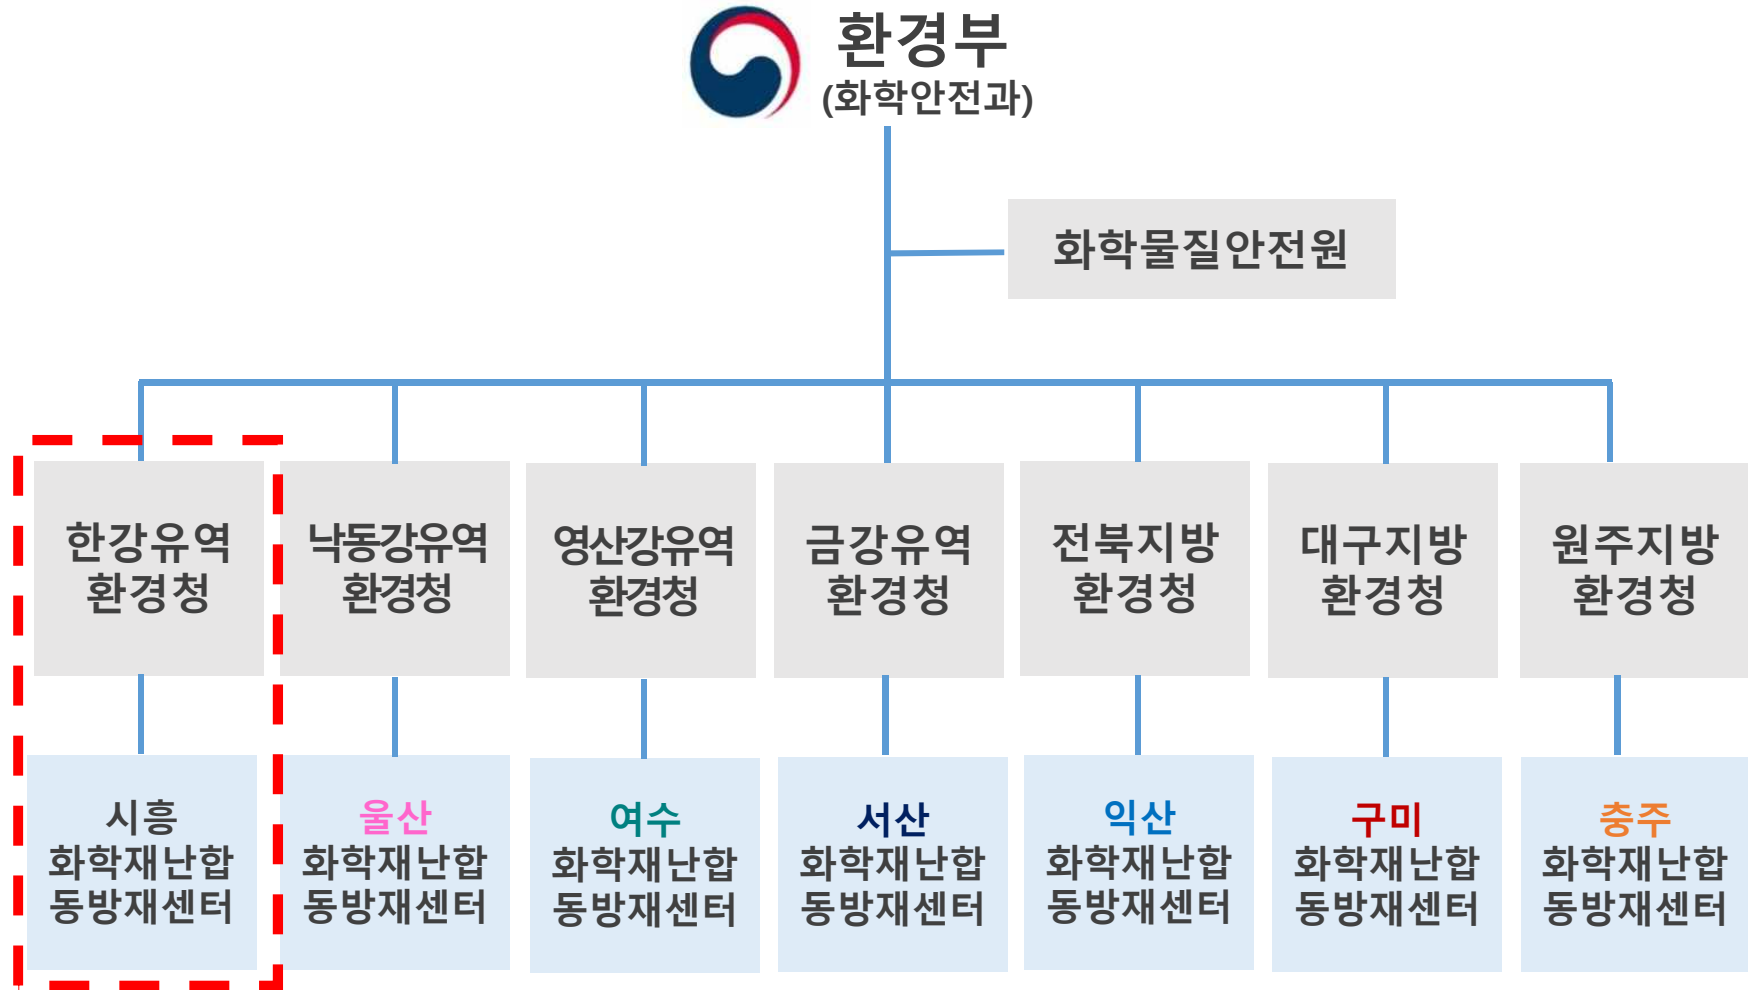 환경부
(화학안전과)
화학물질안전원
한강유역
환경청
낙동강유역
환경청
영산강유역
환경청
금강유역
환경청
전북지방
환경청
대구지방
환경청
원주지방
환경청
시흥
화학재난합
동방재센터
울산
화학재난합
동방재센터
여수
화학재난합
동방재센터
서산
화학재난합
동방재센터
익산
화학재난합
동방재센터
구미
화학재난합
동방재센터
충주
화학재난합
동방재센터